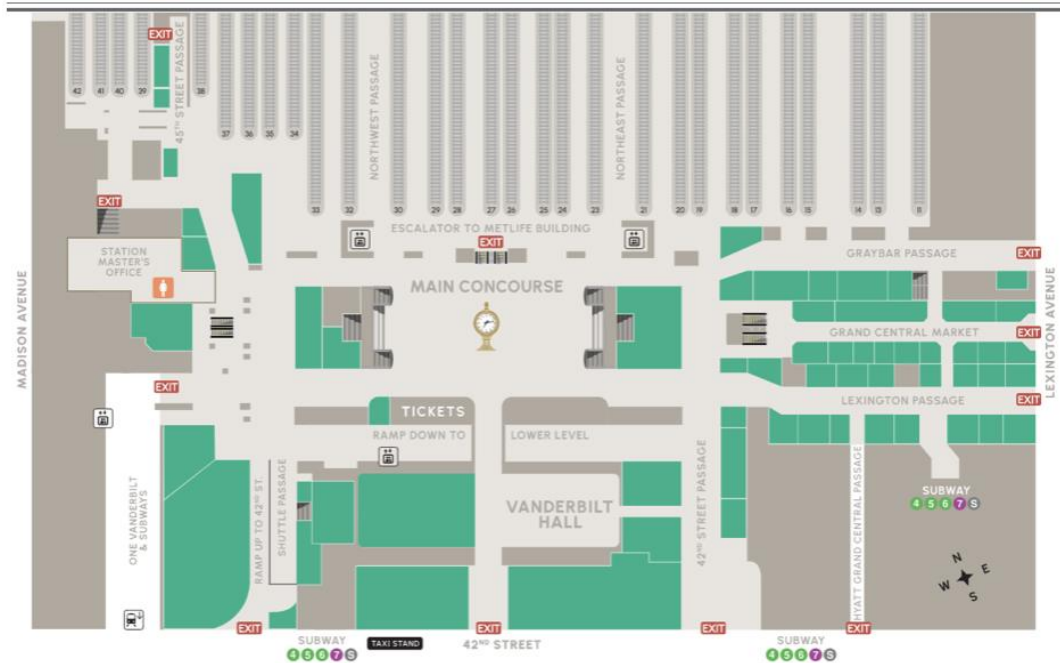 EXIT
45TH STREET PASSAGE
NORTHWEST PASSAGE
NORTHEAST PASSAGE
42
41
40
39
38
37
36
35
34
33
32
30
29
28
27
26
25
24
23
21
20
19
18
17
16
15
14
13
11
EXIT
ESCALATOR TO METLIFE BUILDING
EXIT
STATION
MASTER'S
OFFICE
GRAYBAR PASSAGE
EXIT
MAIN CONCOURSE
MADISON AVENUE
LEXINGTON AVENUE
GRAND CENTRAL MARKET
EXIT
EXIT
LEXINGTON PASSAGE
EXIT
TICKETS
RAMP DOWN TO
LOWER LEVEL
ONE VANDERBILT
& SUBWAYS
RAMP UP TO 42ND ST.
SHUTTLE PASSAGE
VANDERBILT
HALL
42ND STREET PASSAGE
HYATT GRAND CENTRAL PASSAGE
SUBWAY
4 5 6 7 S
N
W E
S
EXIT
EXIT
EXIT
EXIT
SUBWAY
4 5 6 7 S
TAXI STAND
42ND STREET
SUBWAY
4 5 6 7 S